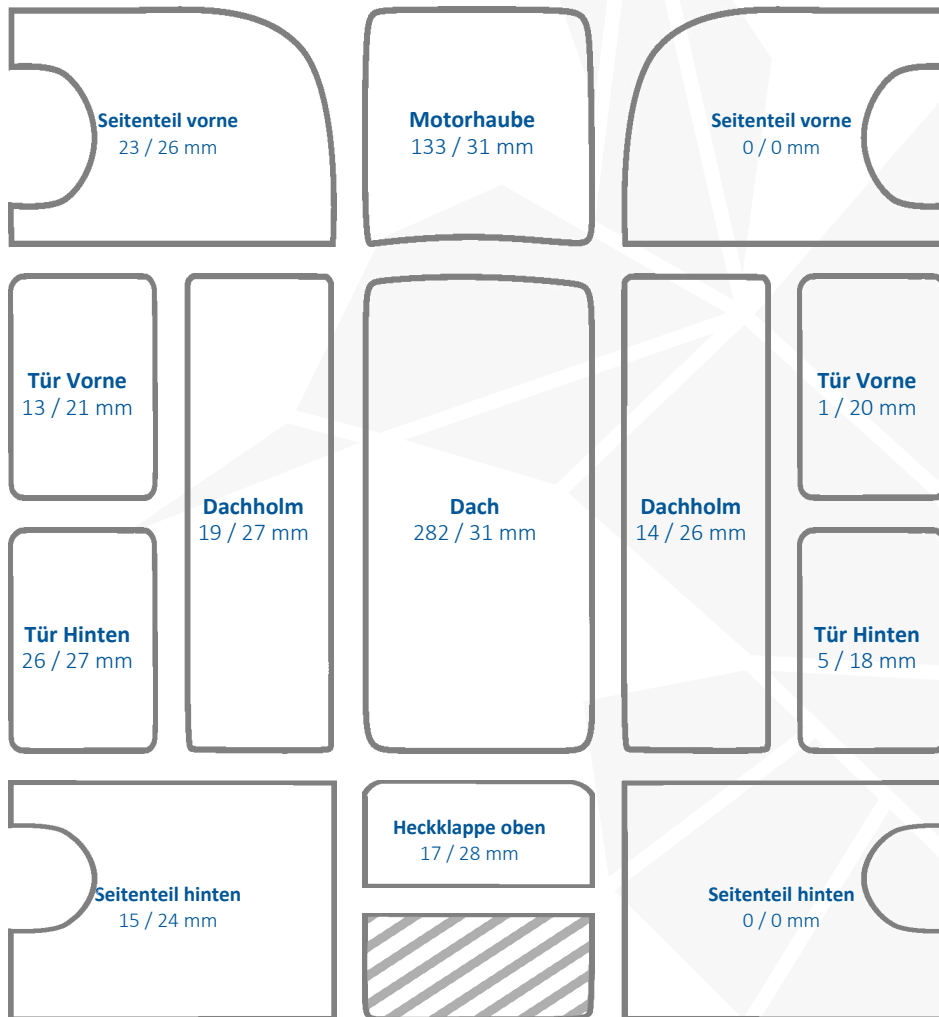 Seitenteil vorne
23 / 26 mm
Motorhaube
133 / 31 mm
Seitenteil vorne
0 / 0 mm
Tür Vorne
13 / 21 mm
Tür Vorne
1 / 20 mm
Dachholm
19 / 27 mm
Dach
282 / 31 mm
Dachholm
14 / 26 mm
Tür Hinten
26 / 27 mm
Tür Hinten
5 / 18 mm
Heckklappe oben
17 / 28 mm
Seitenteil hinten
15 / 24 mm
Seitenteil hinten
0 / 0 mm